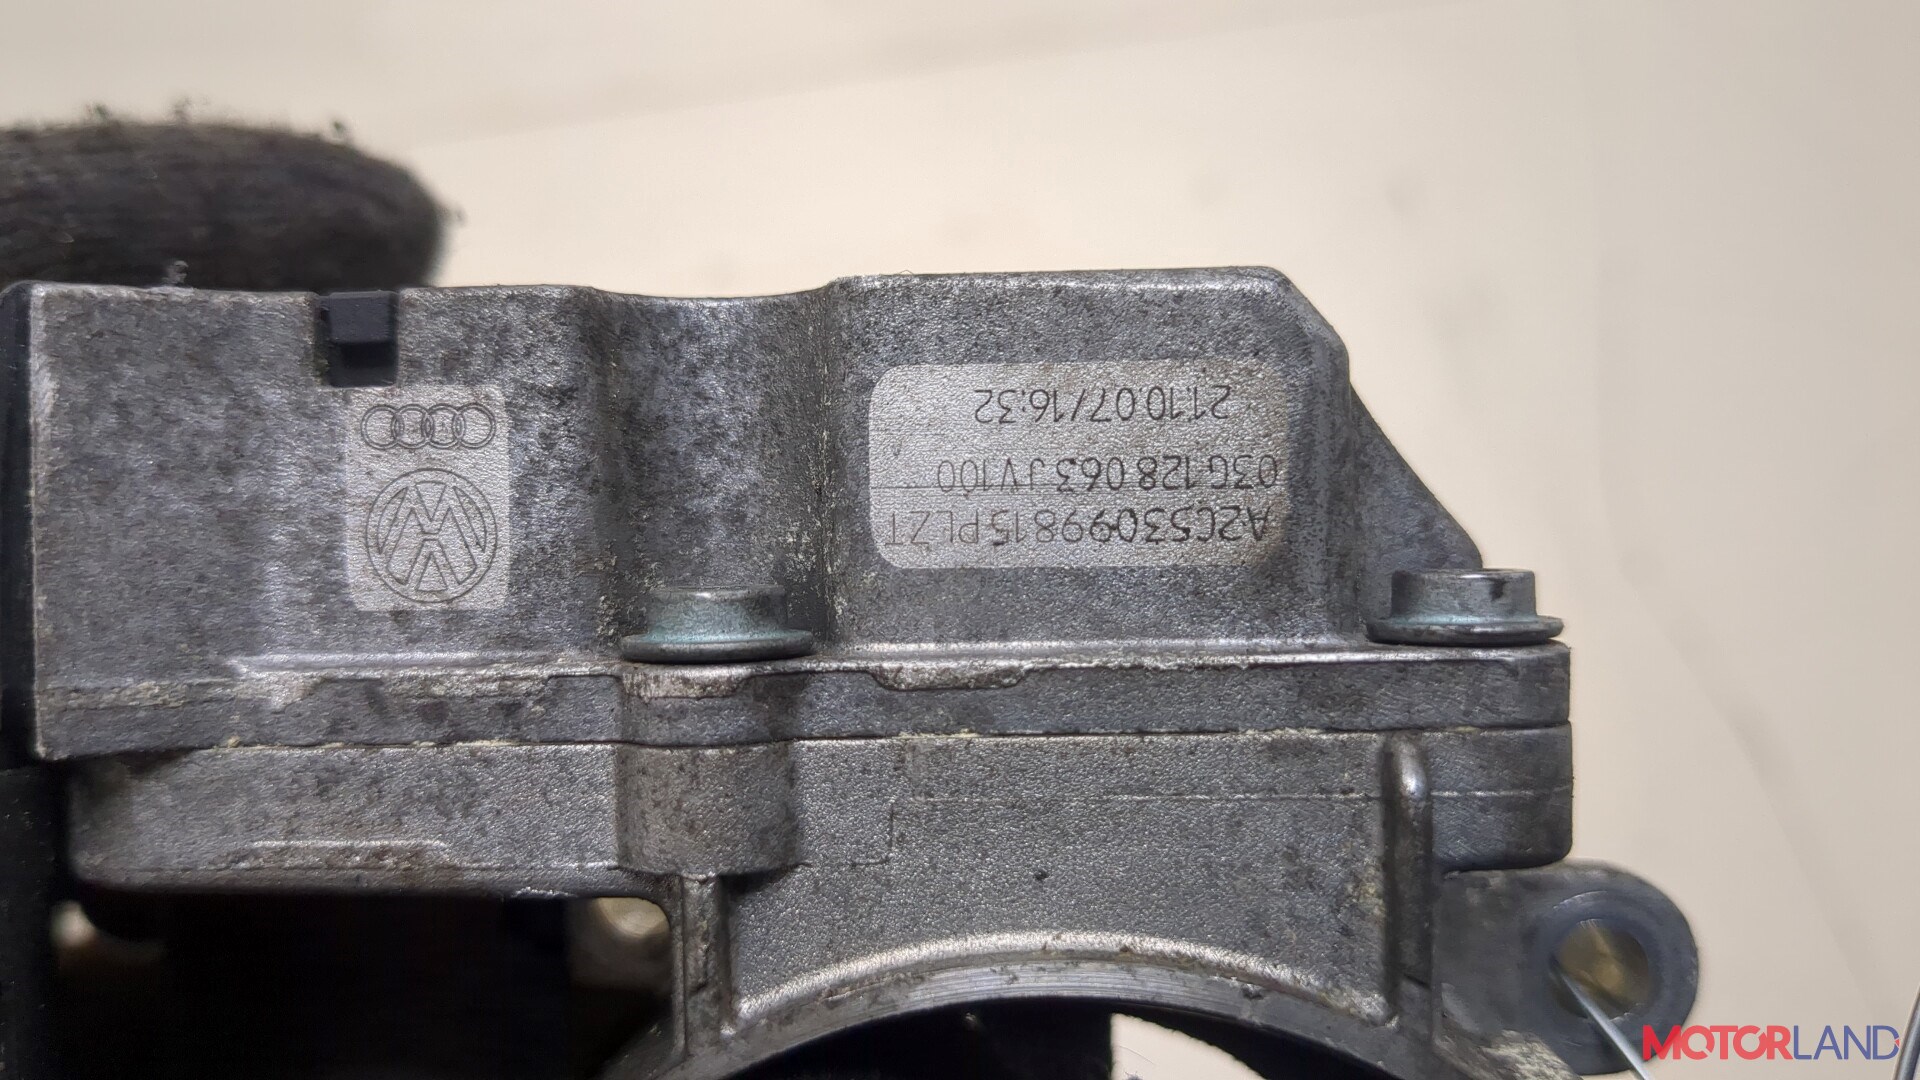 A2C53099815 PLZT
03G 128 063 J V100
21.10.07/16:32
MOTORLAND